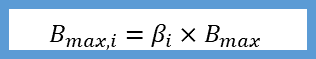 B_{max,i} = β_i × B_{max}